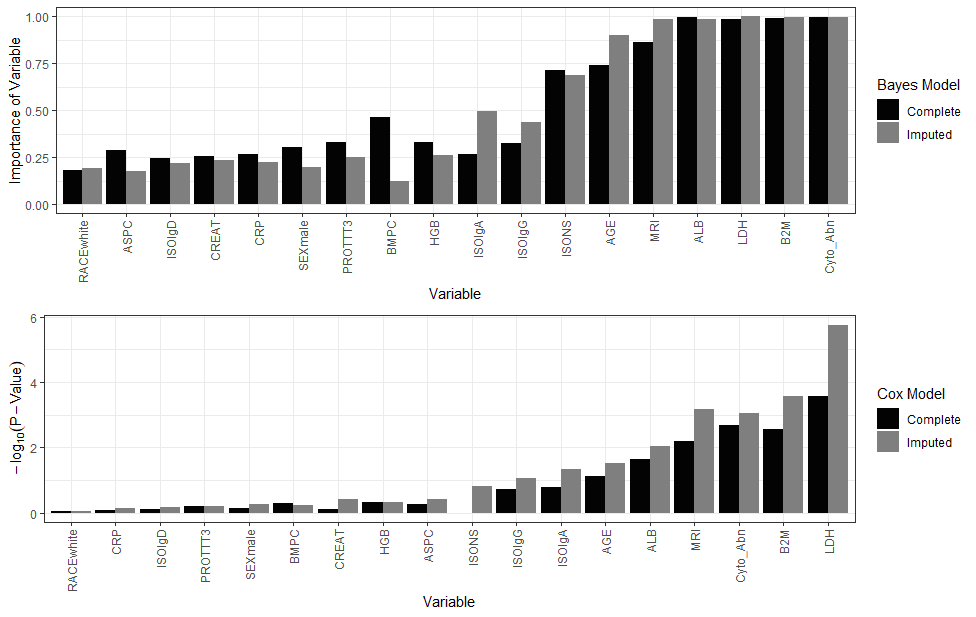 1.00
0.75
0.50
0.25
0.00
Importance of Variable
RACEwhite
ASPC
ISOIgD
CREAT
CRP
SEXmale
PROTTT3
BMPC
HGB
ISOIgA
ISOIgG
ISONS
AGE
MRI
ALB
LDH
B2M
Cyto_Abn
Variable
Bayes Model
Complete
Imputed
6
4
2
0
− log10(P − Value)
RACEwhite
CRP
ISOIgD
PROTTT3
SEXmale
BMPC
CREAT
HGB
ASPC
ISONS
ISOIgG
ISOIgA
AGE
ALB
MRI
Cyto_Abn
B2M
LDH
Variable
Cox Model
Complete
Imputed